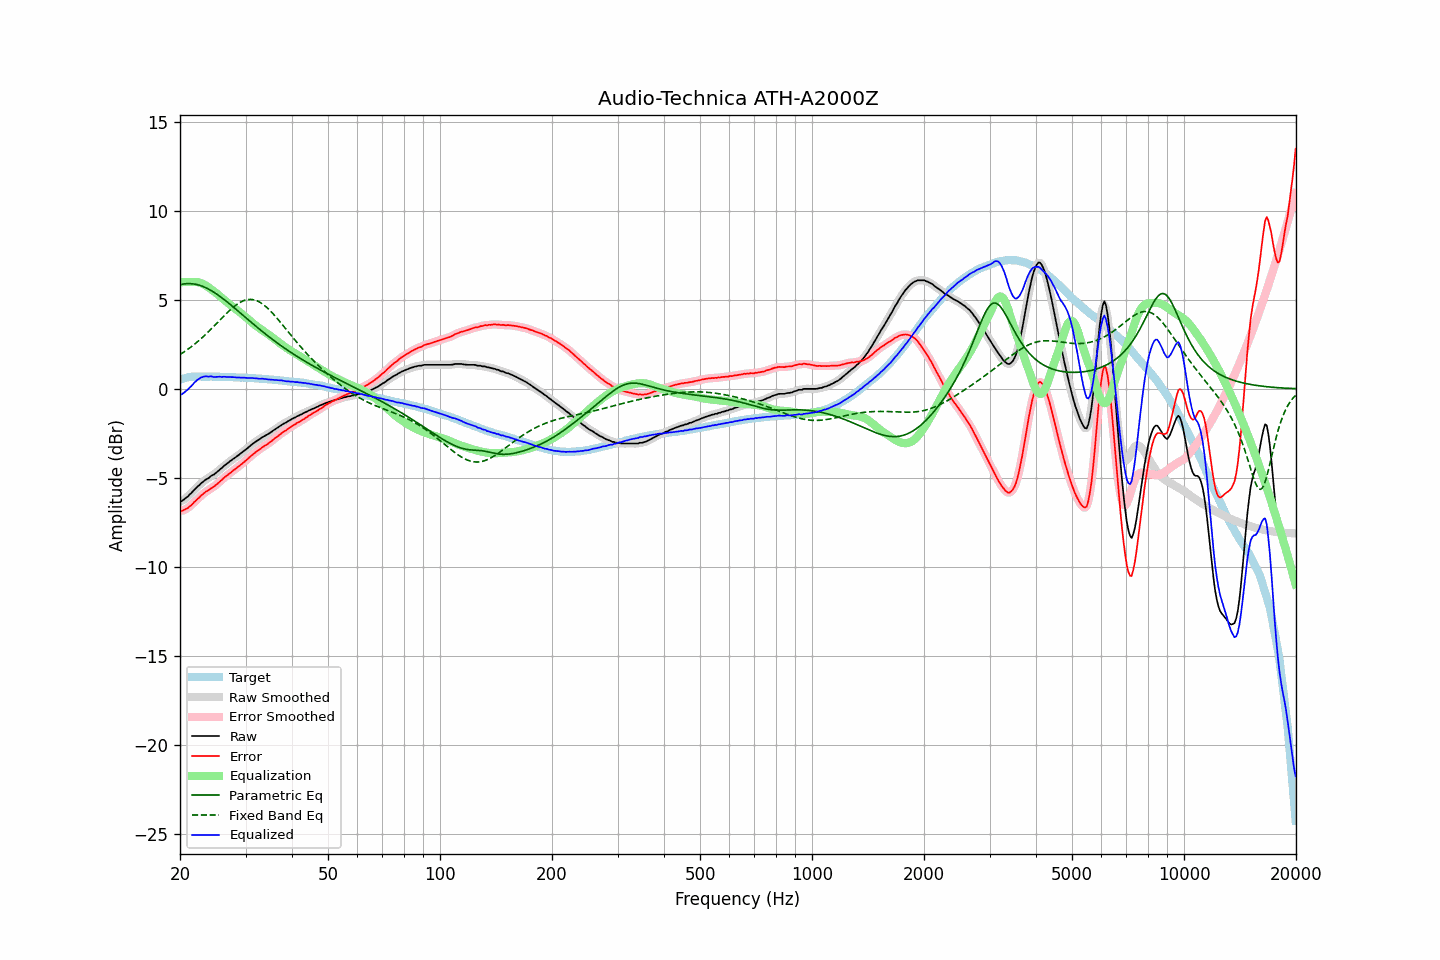 Audio-Technica ATH-A2000Z
Amplitude (dBr)
15
10
5
0
−5
−10
−15
−20
−25
Target
Raw Smoothed
Error Smoothed
Raw
Error
Equalization
Parametric Eq
Fixed Band Eq
Equalized
20 50 100 200 500 1000 2000 5000 10000 20000
Frequency (Hz)